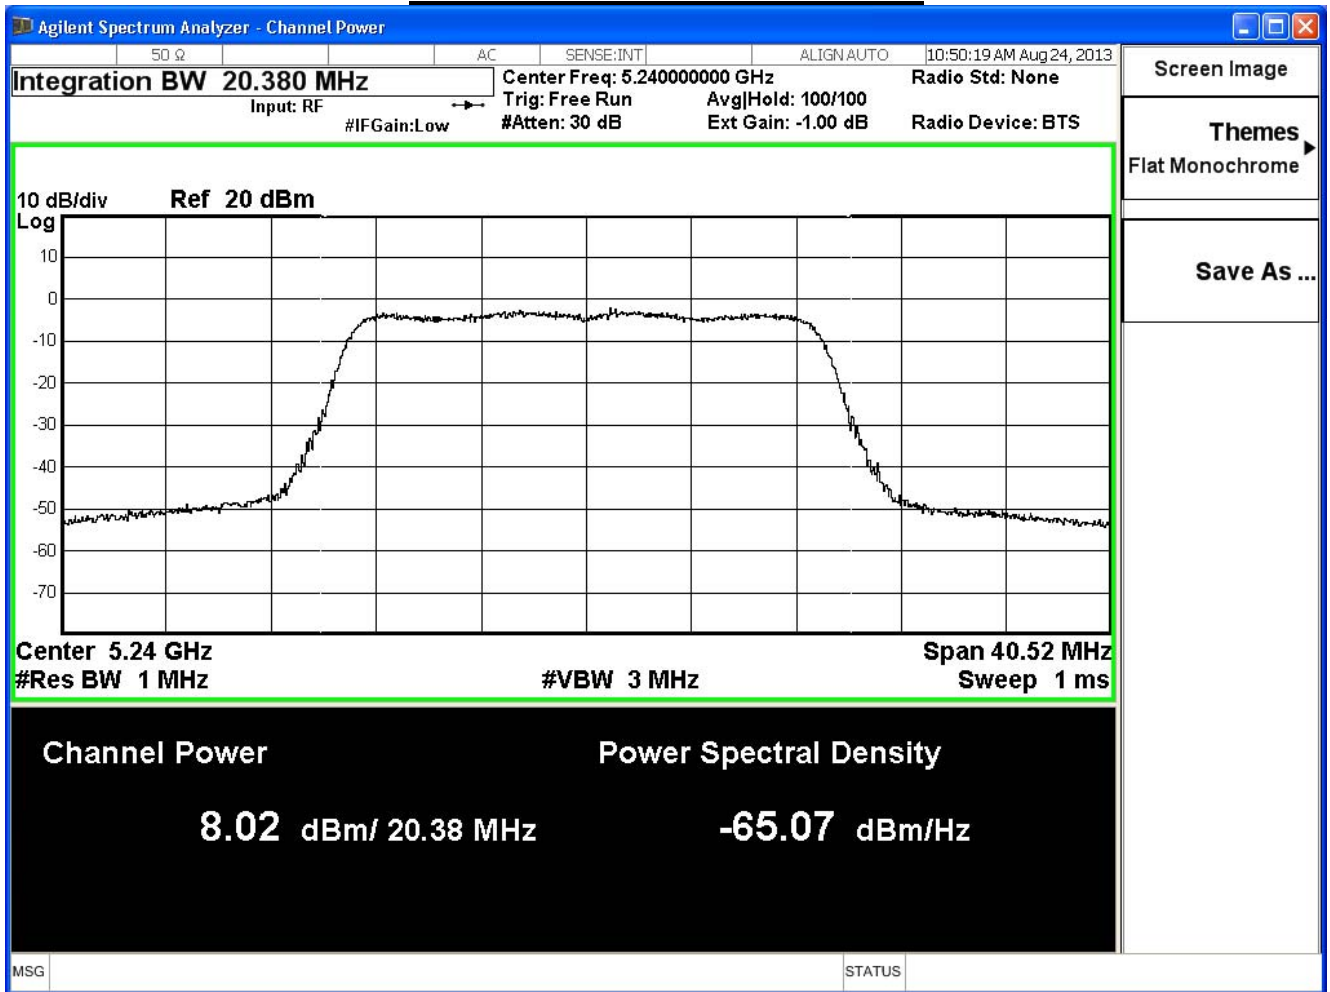 Agilent Spectrum Analyzer - Channel Power
50 Ω AC SENSE:INT ALIGN AUTO 10:50:19 AM Aug 24, 2013
Integration BW 20.380 MHz
Input: RF
#IFGain:Low
Center Freq: 5.240000000 GHz
Trig: Free Run Avg|Hold: 100/100
#Atten: 30 dB Ext Gain: -1.00 dB
Radio Std: None
Radio Device: BTS
Screen Image
Themes
Flat Monochrome
Save As ...
10 dB/div Ref 20 dBm
Log
10
0
-10
-20
-30
-40
-50
-60
-70
Center 5.24 GHz Span 40.52 MHz
#Res BW 1 MHz #VBW 3 MHz Sweep 1 ms
Channel Power Power Spectral Density
8.02 dBm/ 20.38 MHz -65.07 dBm/Hz
MSG STATUS